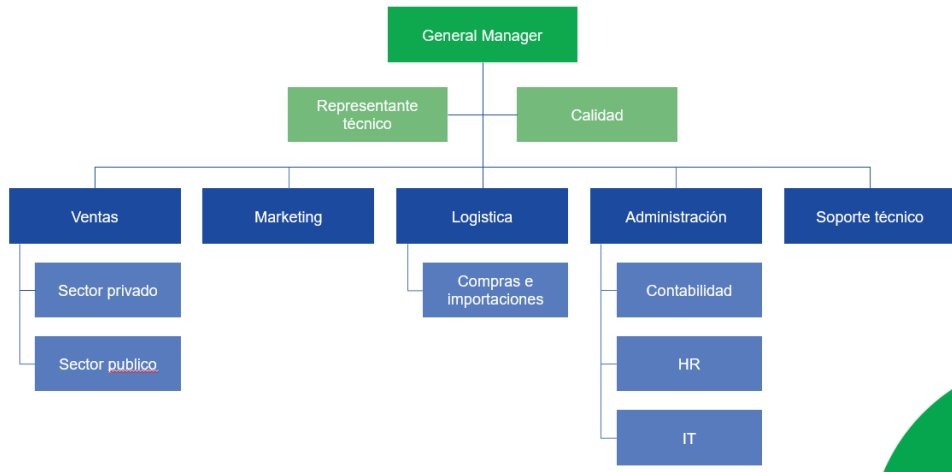 General Manager
Representante
técnico
Calidad
Ventas
Marketing
Logistica
Administración
Soporte técnico
Sector privado
Compras e
importaciones
Contabilidad
Sector publico
HR
IT